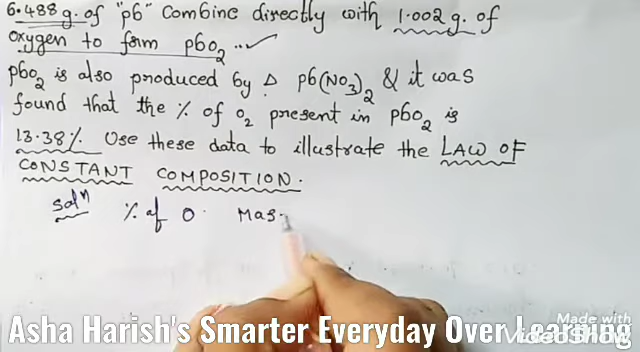 6.488 g. of "pb" combine directly with 1.002 g. of
oxygen to form pbo₂
pbo₂ is also produced by Δ pb(NO₃)₂ & it was
found that the % of o₂ present in pbo₂ is
13.38% Use these data to illustrate the LAW OF
CONSTANT COMPOSITION.
Solⁿ % of O. Mas
Made with
VideoShow
Asha Harish's Smarter Everyday Over Learning